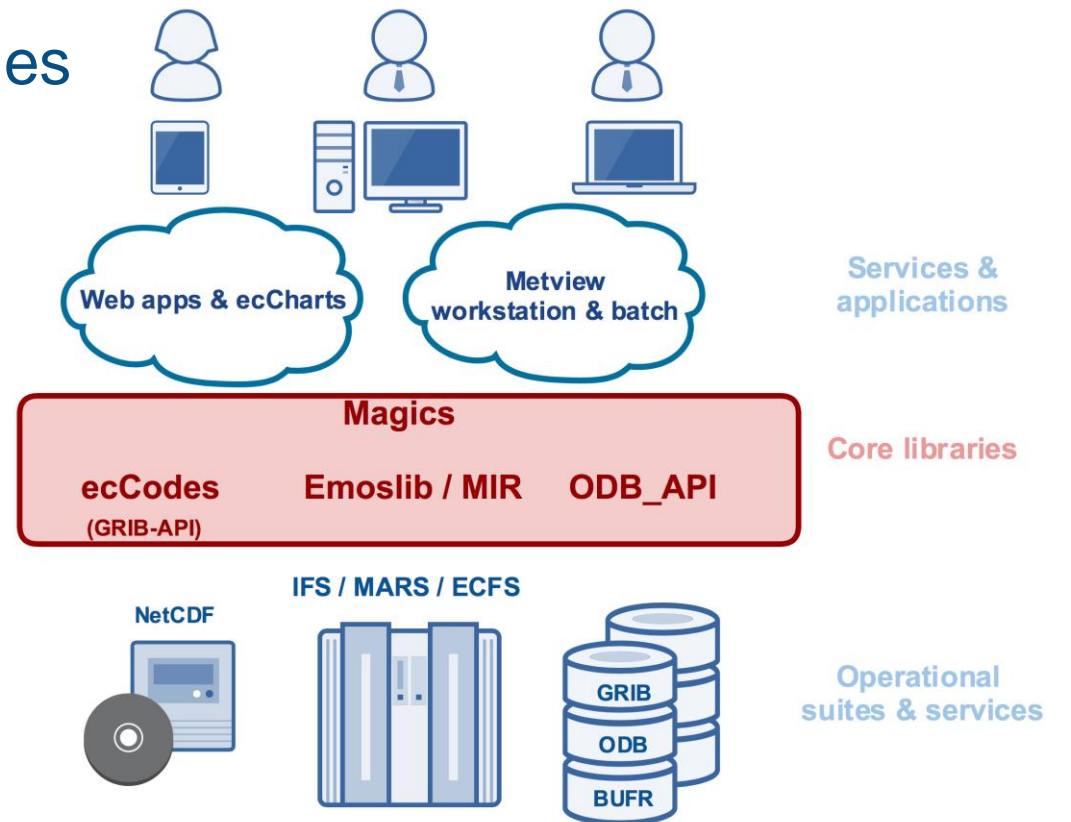 es
Web apps & ecCharts
Metview
workstation & batch
Services &
applications
Magics
Core libraries
ecCodes
Emoslib / MIR
ODB_API
(GRIB-API)
IFS / MARS / ECFS
NetCDF
GRIB
ODB
BUFR
Operational
suites & services